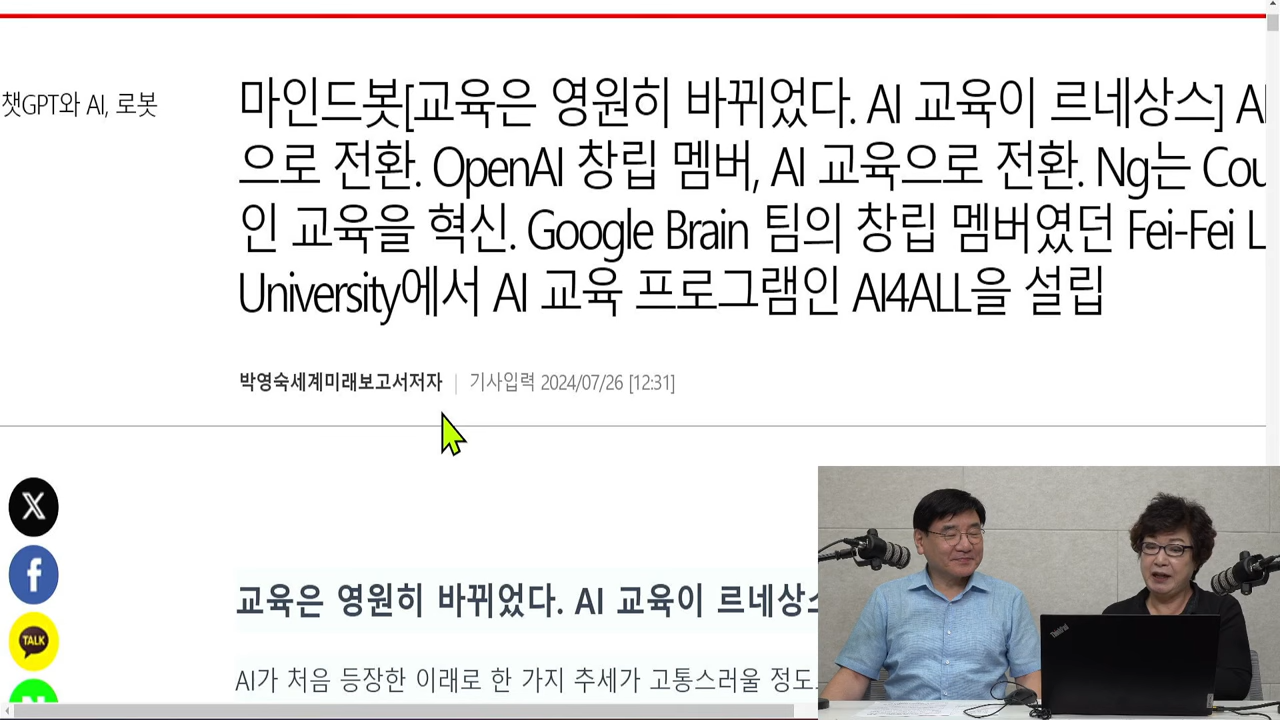 챗GPT와 AI, 로봇
마인드봇[교육은 영원히 바뀌었다. AI 교육이 르네상스]
으로 전환. OpenAI 창립 멤버, AI 교육으로 전환. Ng는 Cou
인 교육을 혁신. Google Brain 팀의 창립 멤버였던 Fei-Fei L
University에서 AI 교육 프로그램인 AI4ALL을 설립
박영숙세계미래보고서저자 | 기사입력 2024/07/26 [12:31]
교육은 영원히 바뀌었다. AI 교육이 르네상스
AI가 처음 등장한 이래로 한 가지 추세가 고통스러울 정도
TALK
ThinkPad